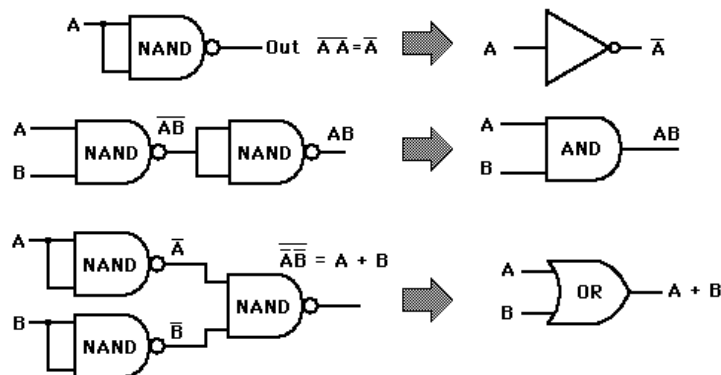 A NAND Out A̅ A̅=A̅ A A̅
A B NAND A̅B̅ NAND AB A B AND AB
A NAND A̅ A̅̅B̅̅ = A + B A OR A + B
NAND B
B NAND B̅